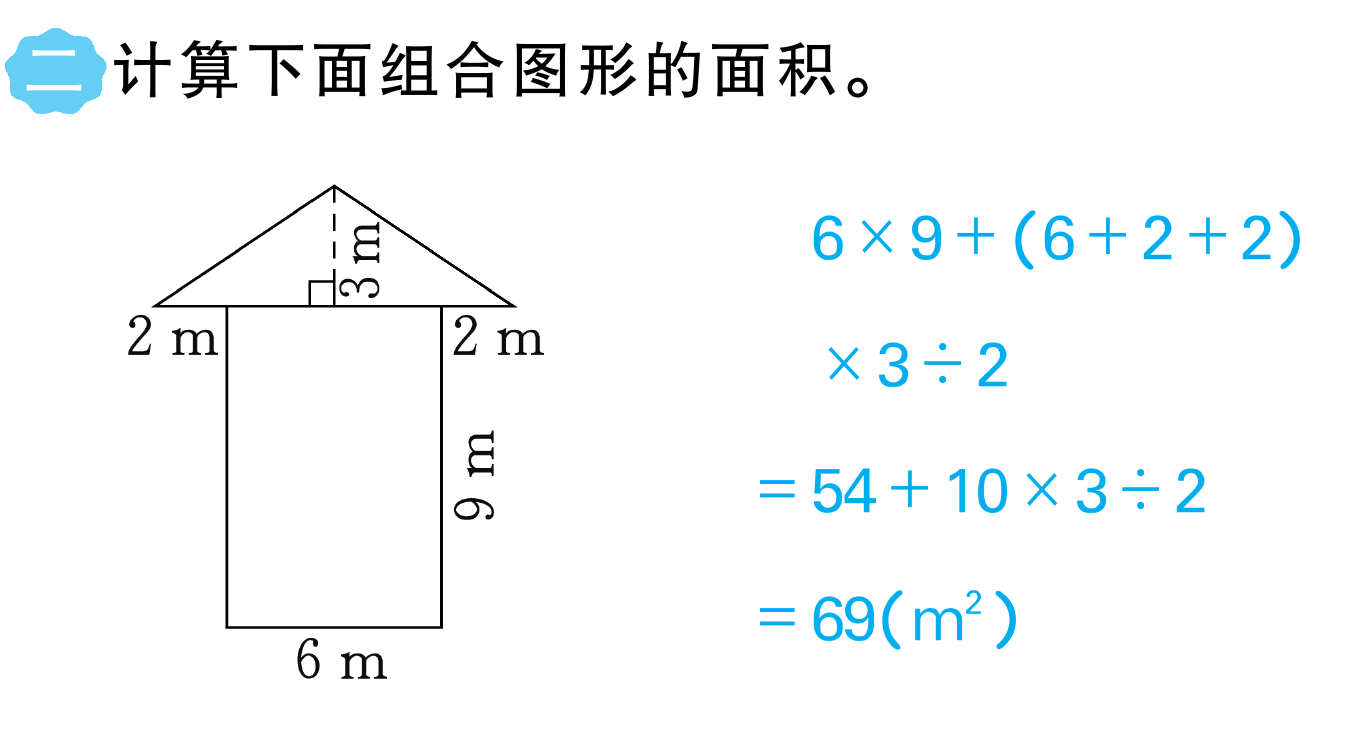 二 计算下面组合图形的面积。
3 m
2 m
2 m
9 m
6 m
6×9+(6+2+2)
×3÷2
=54+10×3÷2
=69(m²)